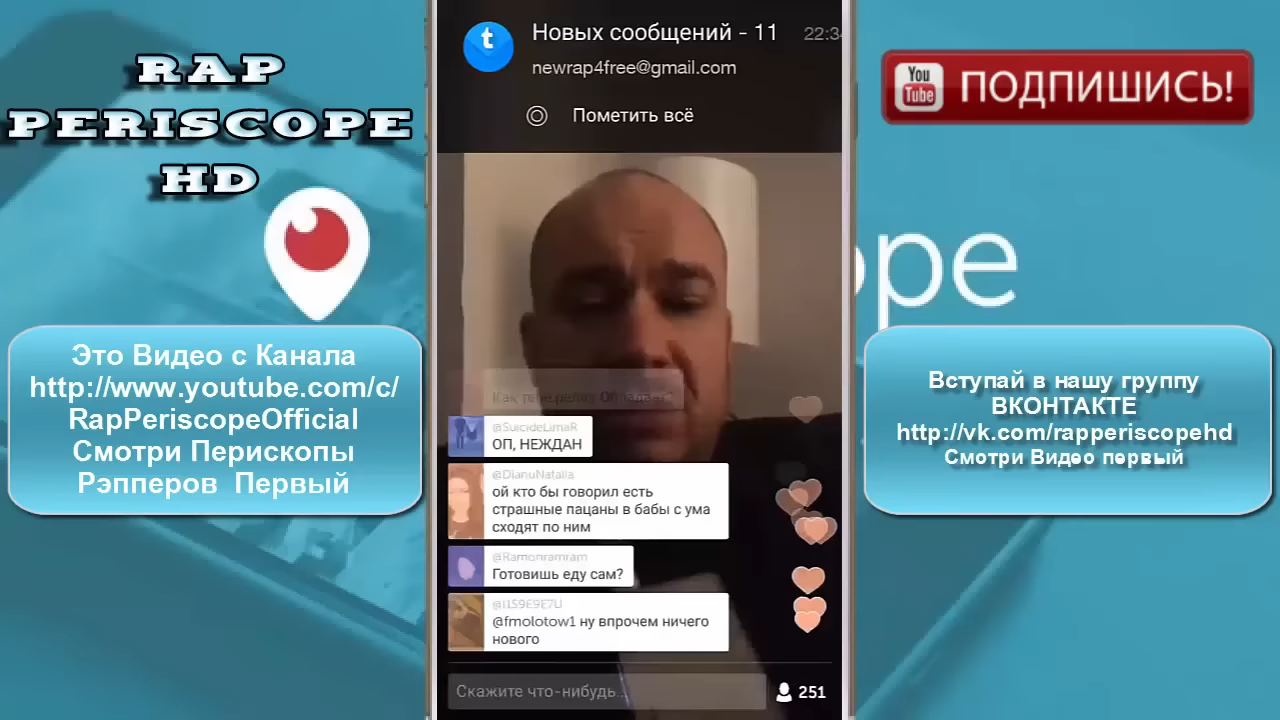 RAP
PERISCOPE
HD
Это Видео с Канала
http://www.youtube.com/c/
RapPeriscopeOfficial
Смотри Перископы
Рэпперов Первый
t
Новых сообщений - 11
22:34
newrap4free@gmail.com
Пометить всё
@SuicideLimaR
ОП, НЕЖДАН
@DianuNatalia
ой кто бы говорил есть
страшные пацаны в бабы с ума
сходят по ним
@Ramonramram
Готовишь еду сам?
@fmolotow1 ну впрочем ничего
нового
Скажите что-нибудь...
251
You
Tube
ПОДПИШИСЬ!
ope
Вступай в нашу группу
ВКОНТАКТЕ
http://vk.com/rapperiscopehd
Смотри Видео первый